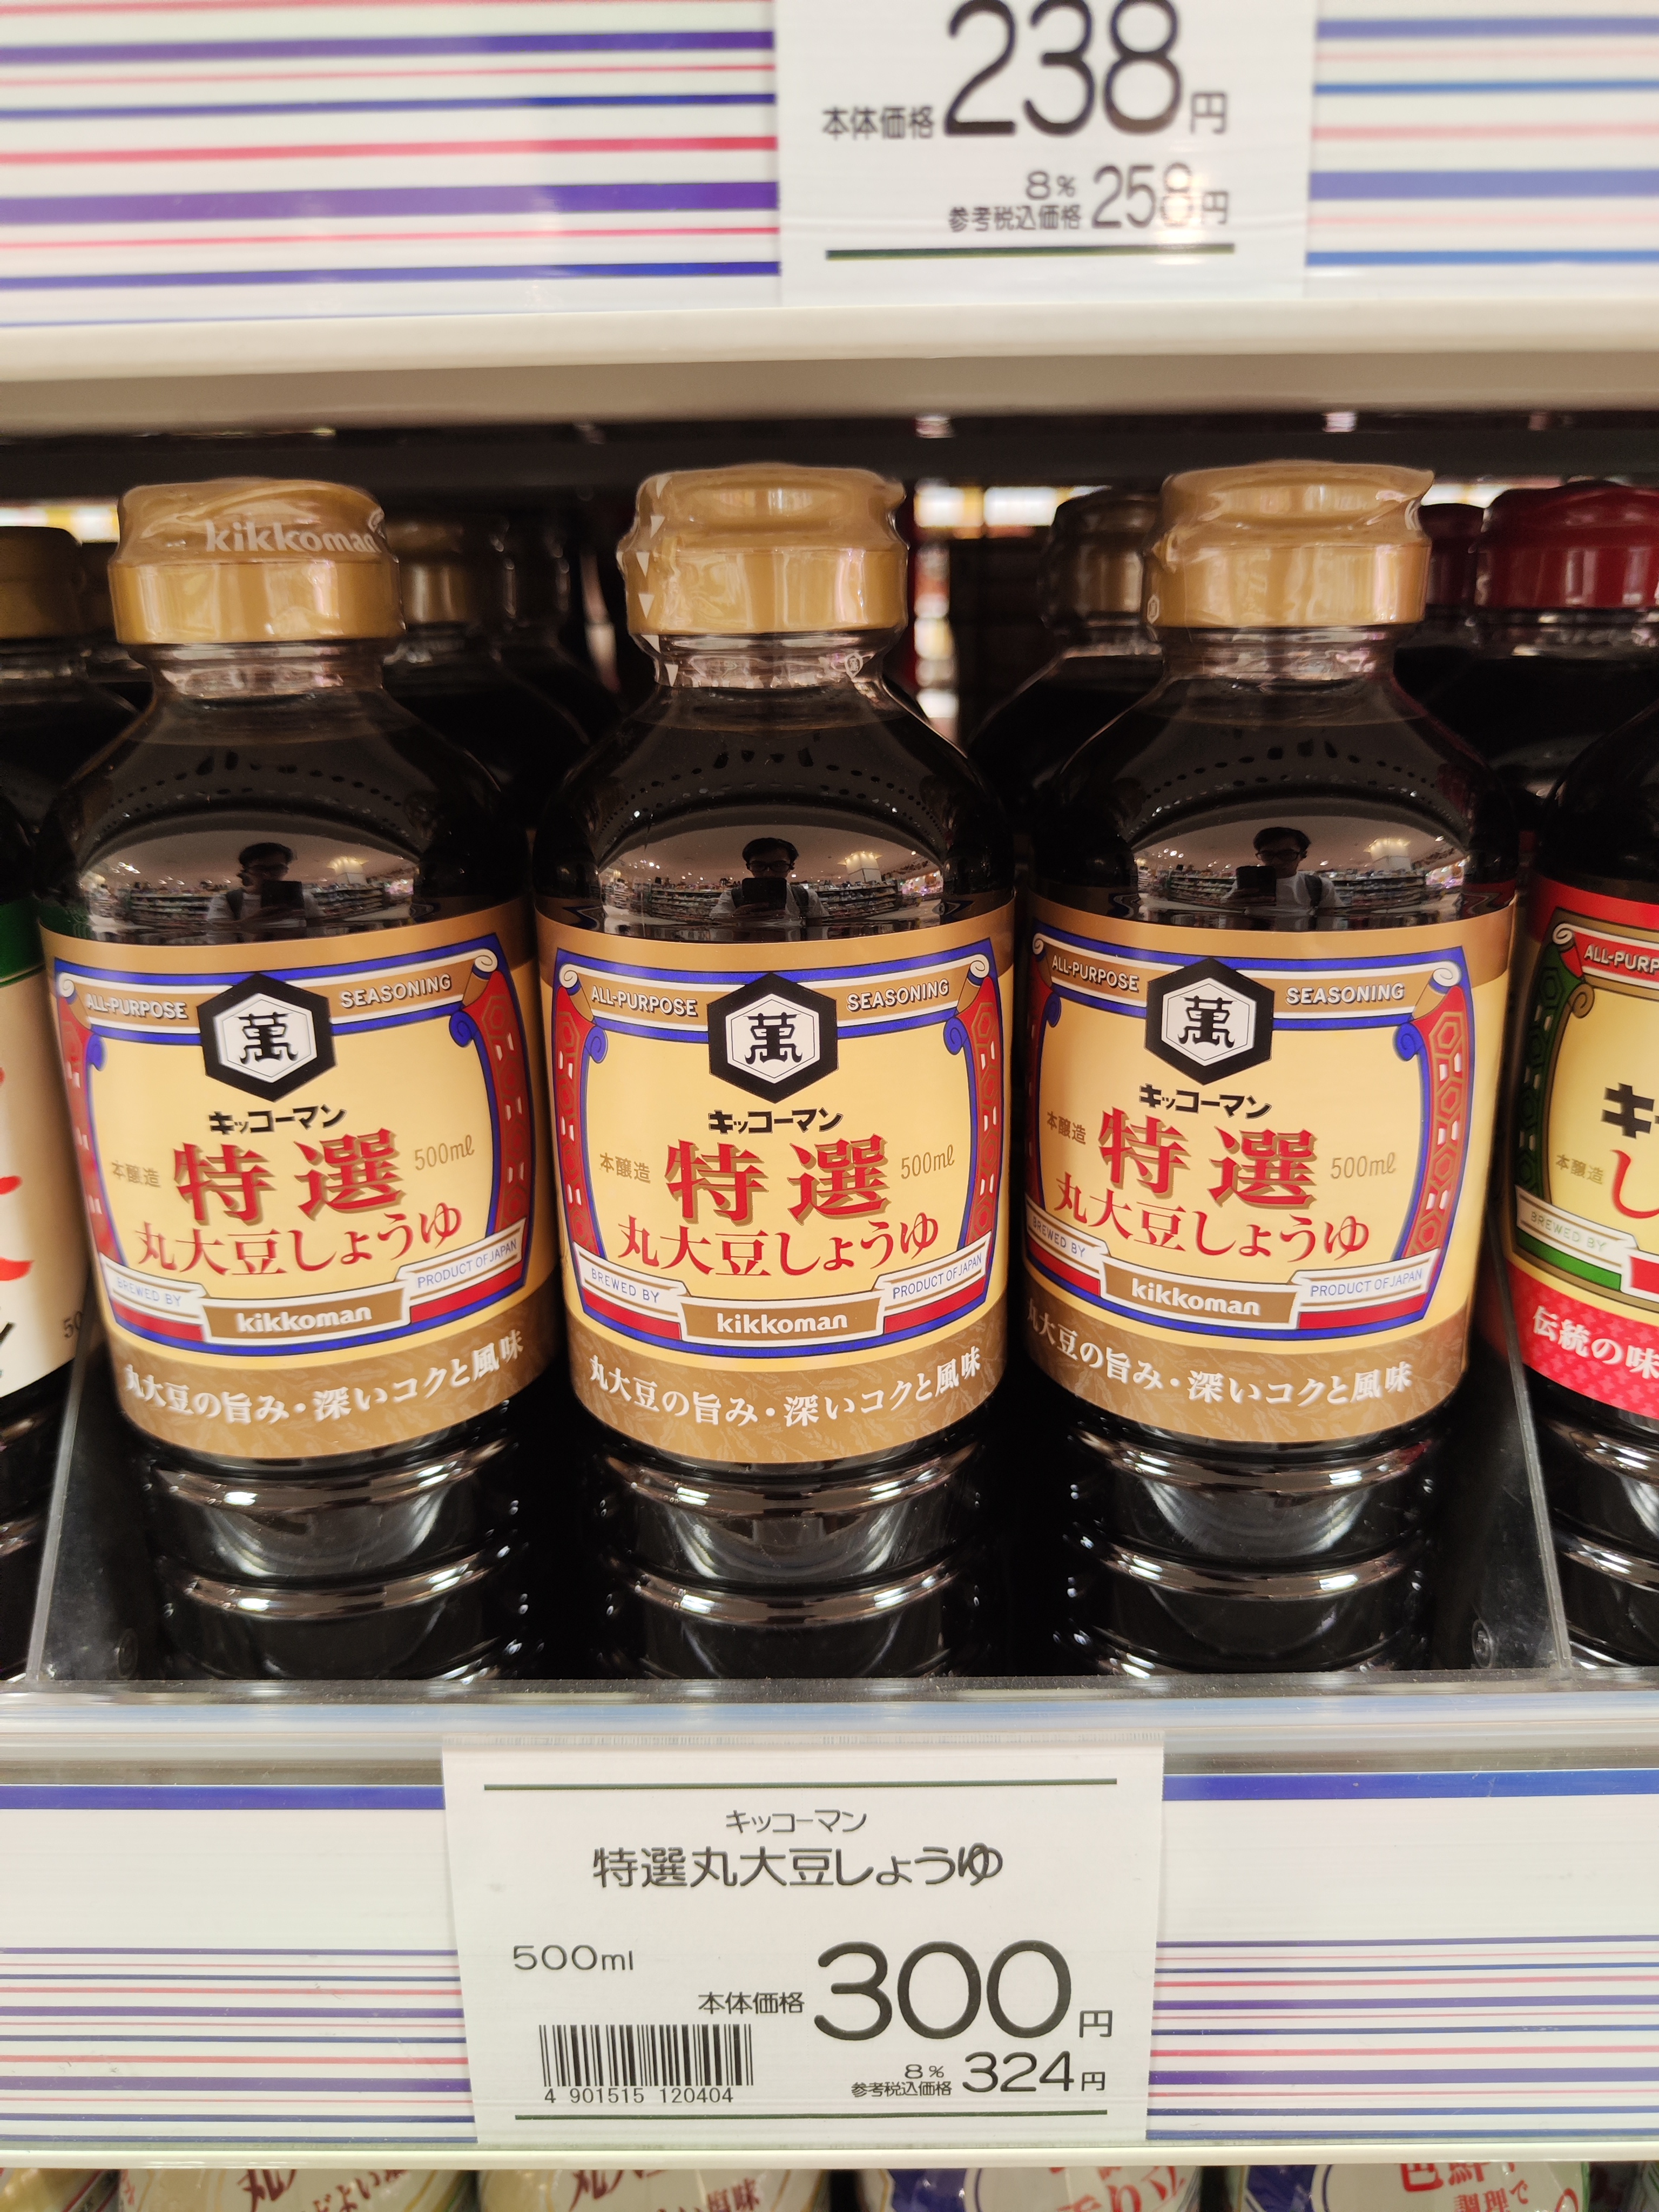 本体価格 238円
8%
参考税込価格 258円
kikkoman
ALL-PURPOSE SEASONING
萬
キッコーマン
本醸造 特選 500ml
丸大豆しょうゆ
BREWED BY kikkoman PRODUCT OF JAPAN
丸大豆の旨み・深いコクと風味
ALL-PURPOSE SEASONING
萬
キッコーマン
本醸造 特選 500ml
丸大豆しょうゆ
BREWED BY kikkoman PRODUCT OF JAPAN
丸大豆の旨み・深いコクと風味
ALL-PURPOSE SEASONING
萬
キッコーマン
本醸造 特選 500ml
丸大豆しょうゆ
BREWED BY kikkoman PRODUCT OF JAPAN
丸大豆の旨み・深いコクと風味
本醸造
BREWED BY
伝統の味
キッコーマン
特選丸大豆しょうゆ
500ml
本体価格 300円
8%
参考税込価格 324円
4 901515 120404